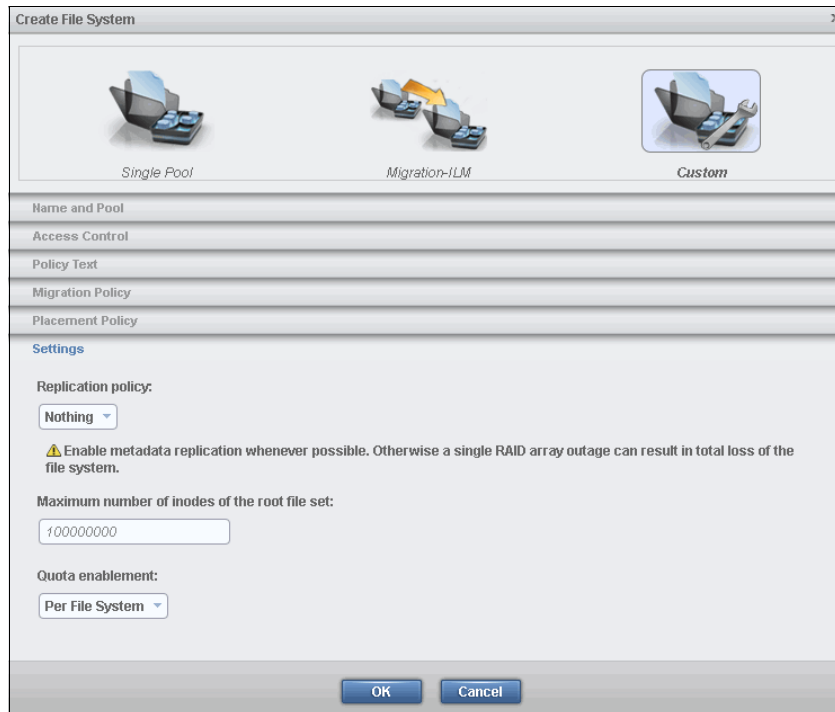 Create File System
Single Pool
Migration-ILM
Custom
Name and Pool
Access Control
Policy Text
Migration Policy
Placement Policy
Settings
Replication policy:
Nothing
Enable metadata replication whenever possible. Otherwise a single RAID array outage can result in total loss of the
file system.
Maximum number of inodes of the root file set:
100000000
Quota enablement:
Per File System
OK
Cancel